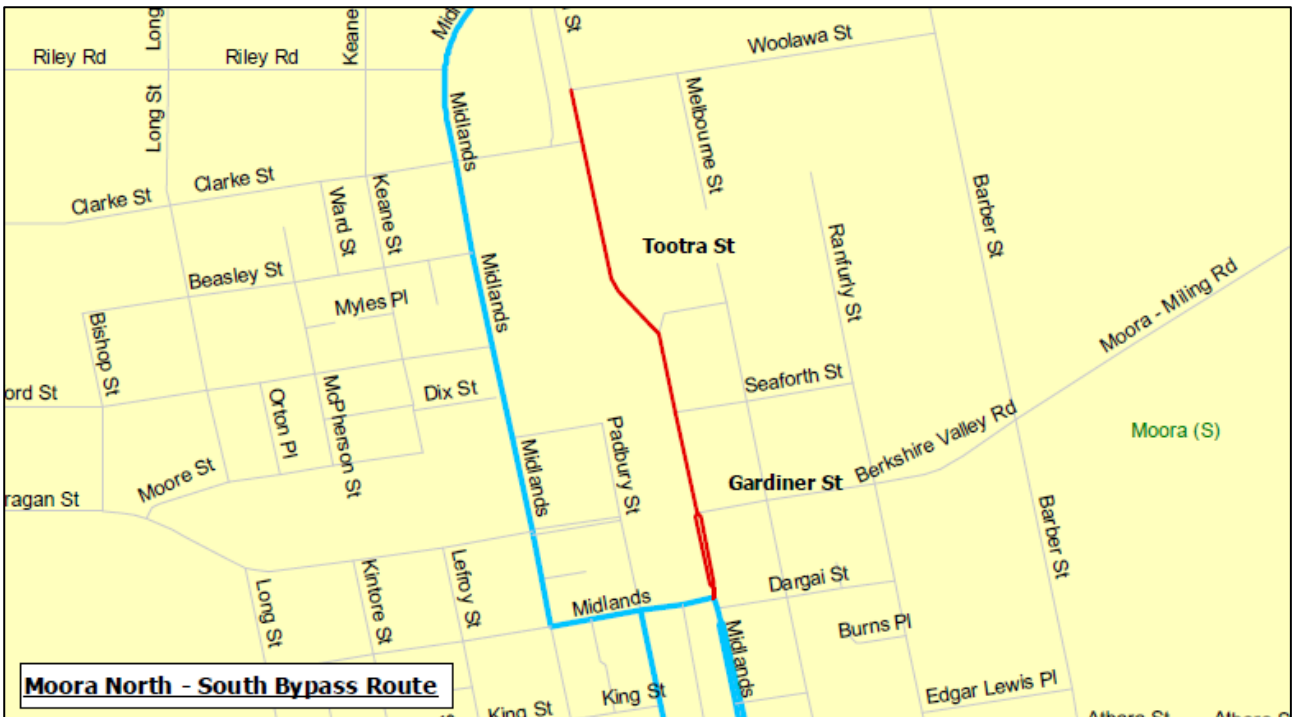 Long
Keane
Midl
St
Riley Rd
Riley Rd
Woolawa St
Long St
Midlands
Melbourne St
Clarke St
Clarke St
Ward St
Keane St
Barber St
Tootra St
Ranfurly St
Beasley St
Midlands
Myles Pl
Moora - Miling Rd
Bishop St
Seaforth St
ord St
Orton Pl
McPherson St
Dix St
Padbury St
Berkshire Valley Rd
Moora (S)
Midlands
Moore St
Gardiner St
ragan St
Barber St
Long St
Kintore St
Lefroy St
Midlands
Dargai St
Midlands
Burns Pl
Moora North - South Bypass Route
King St
King St
Edgar Lewis Pl